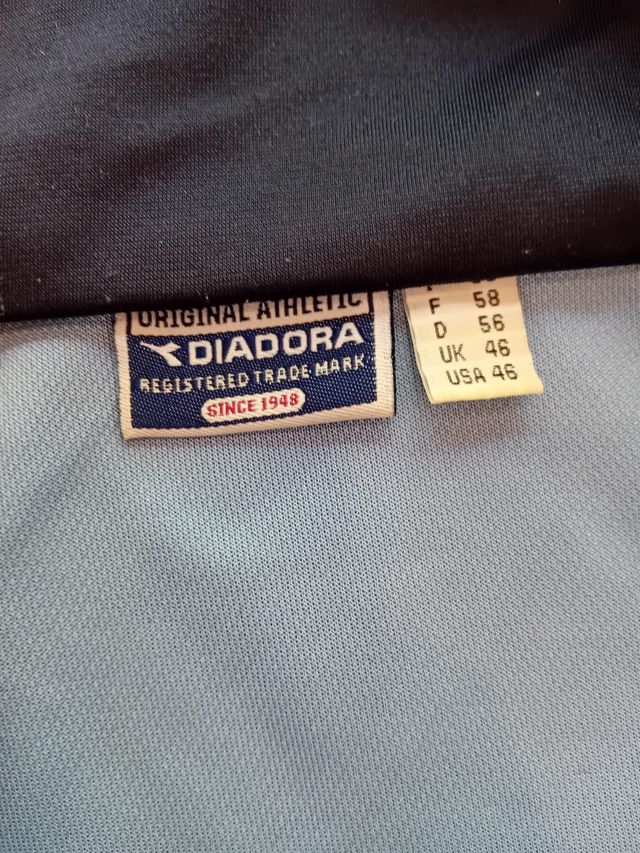 ORIGINAL ATHLETIC
DIADORA
REGISTERED TRADE MARK
SINCE 1948
F 58
D 56
UK 46
USA 46